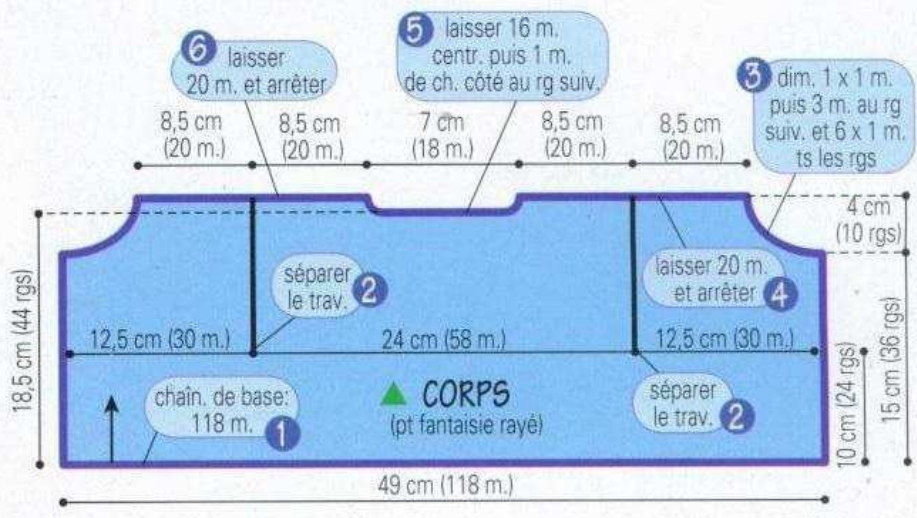 6 laisser
20 m. et arrêter
5 laisser 16 m.
centr. puis 1 m.
de ch. côté au rg suiv.
3 dim. 1 x 1 m.
puis 3 m. au rg
suiv. et 6 x 1 m.
ts les rgs
8,5 cm
(20 m.)
8,5 cm
(20 m.)
7 cm
(18 m.)
8,5 cm
(20 m.)
8,5 cm
(20 m.)
4 cm
(10 rgs)
séparer
le trav. 2
laisser 20 m.
et arrêter 4
18,5 cm (44 rgs)
12,5 cm (30 m.)
24 cm (58 m.)
12,5 cm (30 m.)
10 cm (24 rgs)
15 cm (36 rgs)
chaîn. de base:
118 m. 1
CORPS
(pt fantaisie rayé)
séparer
le trav. 2
49 cm (118 m.)